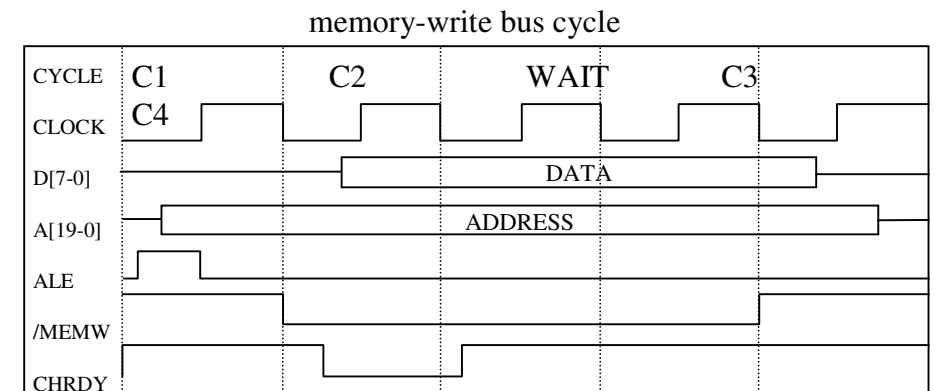 memory-write bus cycle
CYCLE C1 C2 WAIT C3
C4
CLOCK
D[7-0] DATA
A[19-0] ADDRESS
ALE
/MEMW
CHRDY